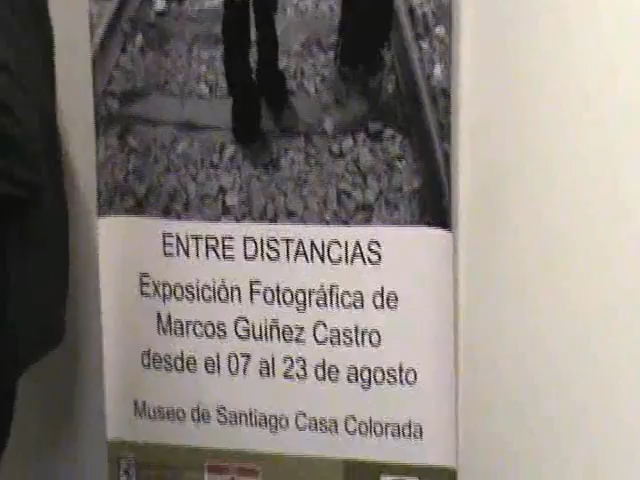 ENTRE DISTANCIAS
Exposición Fotográfica de
Marcos Guiñez Castro
desde el 07 al 23 de agosto
Museo de Santiago Casa Colorada